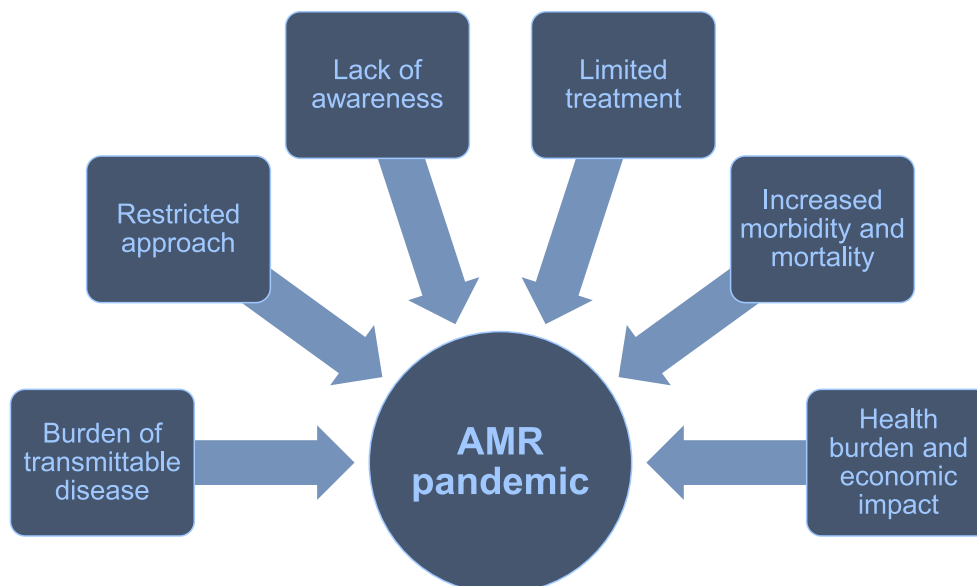 Lack of
awareness
Limited
treatment
Restricted
approach
Increased
morbidity and
mortality
Burden of
transmittable
disease
AMR
pandemic
Health
burden and
economic
impact